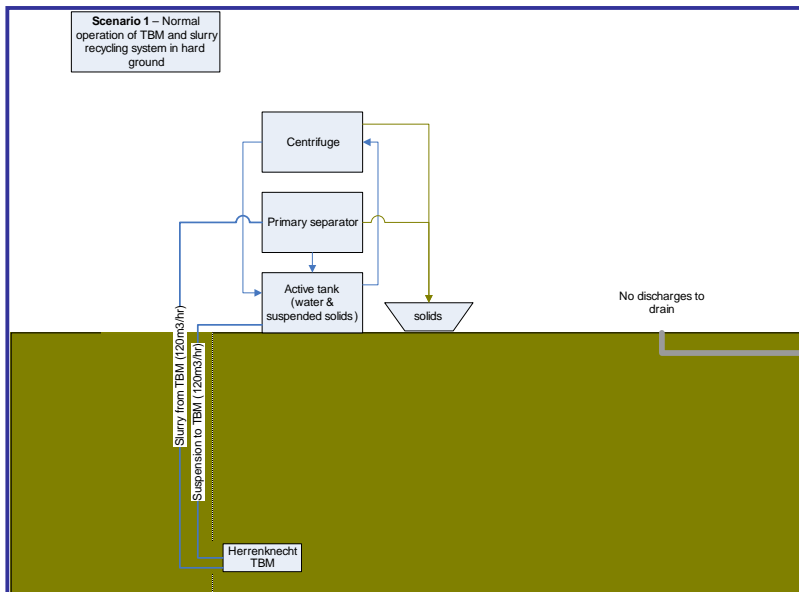 Scenario 1 – Normal
operation of TBM and slurry
recycling system in hard
ground
Centrifuge
Primary separator
Active tank
(water &
suspended solids)
solids
No discharges to
drain
Slurry from TBM (120m3/hr)
Suspension to TBM (120m3/hr)
Herrenknecht
TBM